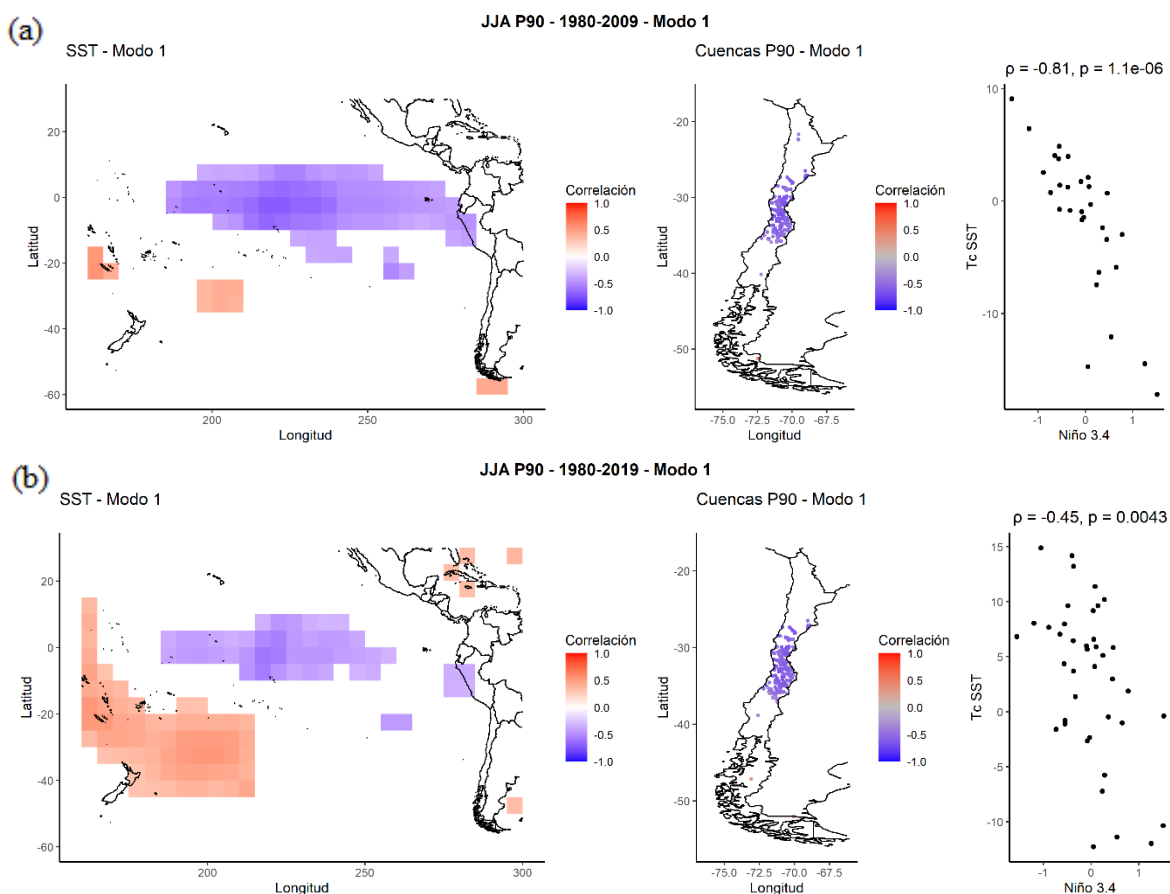 (a)
JJA P90 - 1980-2009 - Modo 1
SST - Modo 1
Cuencas P90 - Modo 1
ρ = -0.81, p = 1.1e-06
20
0
-20
-40
-60
Latitud
200
250
300
Longitud
Correlación
1.0
0.5
0.0
-0.5
-1.0
-20
-30
-40
-50
Latitud
-75.0
-72.5
-70.0
-67.5
Longitud
Correlación
1.0
0.5
0.0
-0.5
-1.0
10
0
-10
Tc SST
-1
0
1
Niño 3.4
(b)
JJA P90 - 1980-2019 - Modo 1
SST - Modo 1
Cuencas P90 - Modo 1
ρ = -0.45, p = 0.0043
20
0
-20
-40
-60
Latitud
200
250
300
Longitud
Correlación
1.0
0.5
0.0
-0.5
-1.0
-20
-30
-40
-50
Latitud
-75.0
-72.5
-70.0
-67.5
Longitud
Correlación
1.0
0.5
0.0
-0.5
-1.0
15
10
5
0
-5
-10
Tc SST
-1
0
1
Niño 3.4